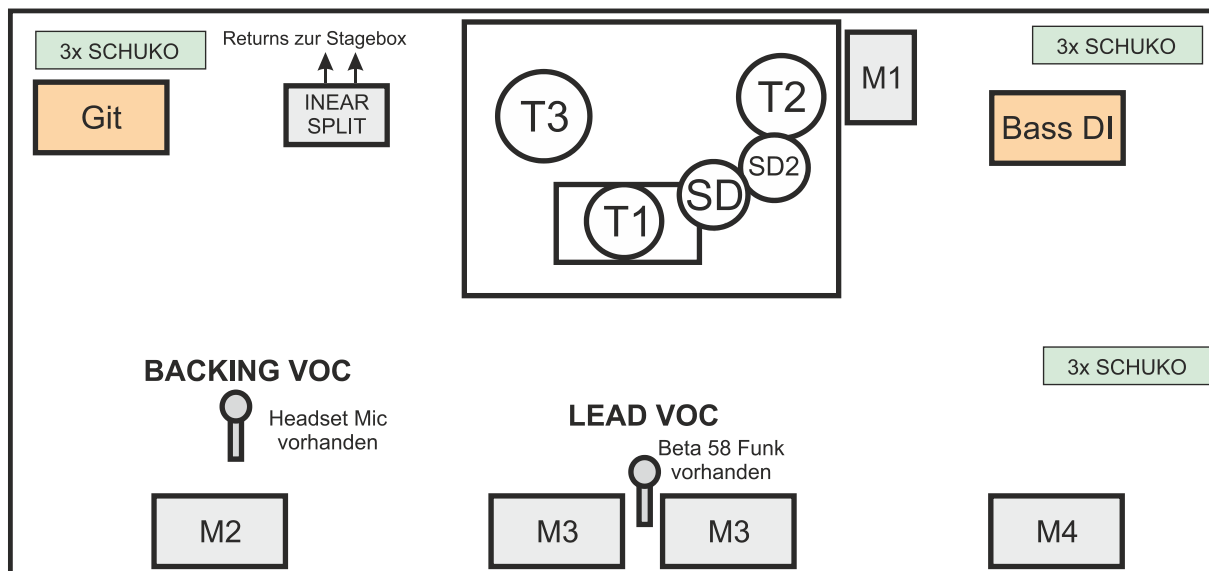 Returns zur Stagebox
3x SCHUKO
3x SCHUKO
Git
INEAR
SPLIT
T3
T2
M1
Bass DI
SD2
SD
T1
3x SCHUKO
BACKING VOC
Headset Mic
vorhanden
LEAD VOC
Beta 58 Funk
vorhanden
M2
M3
M3
M4